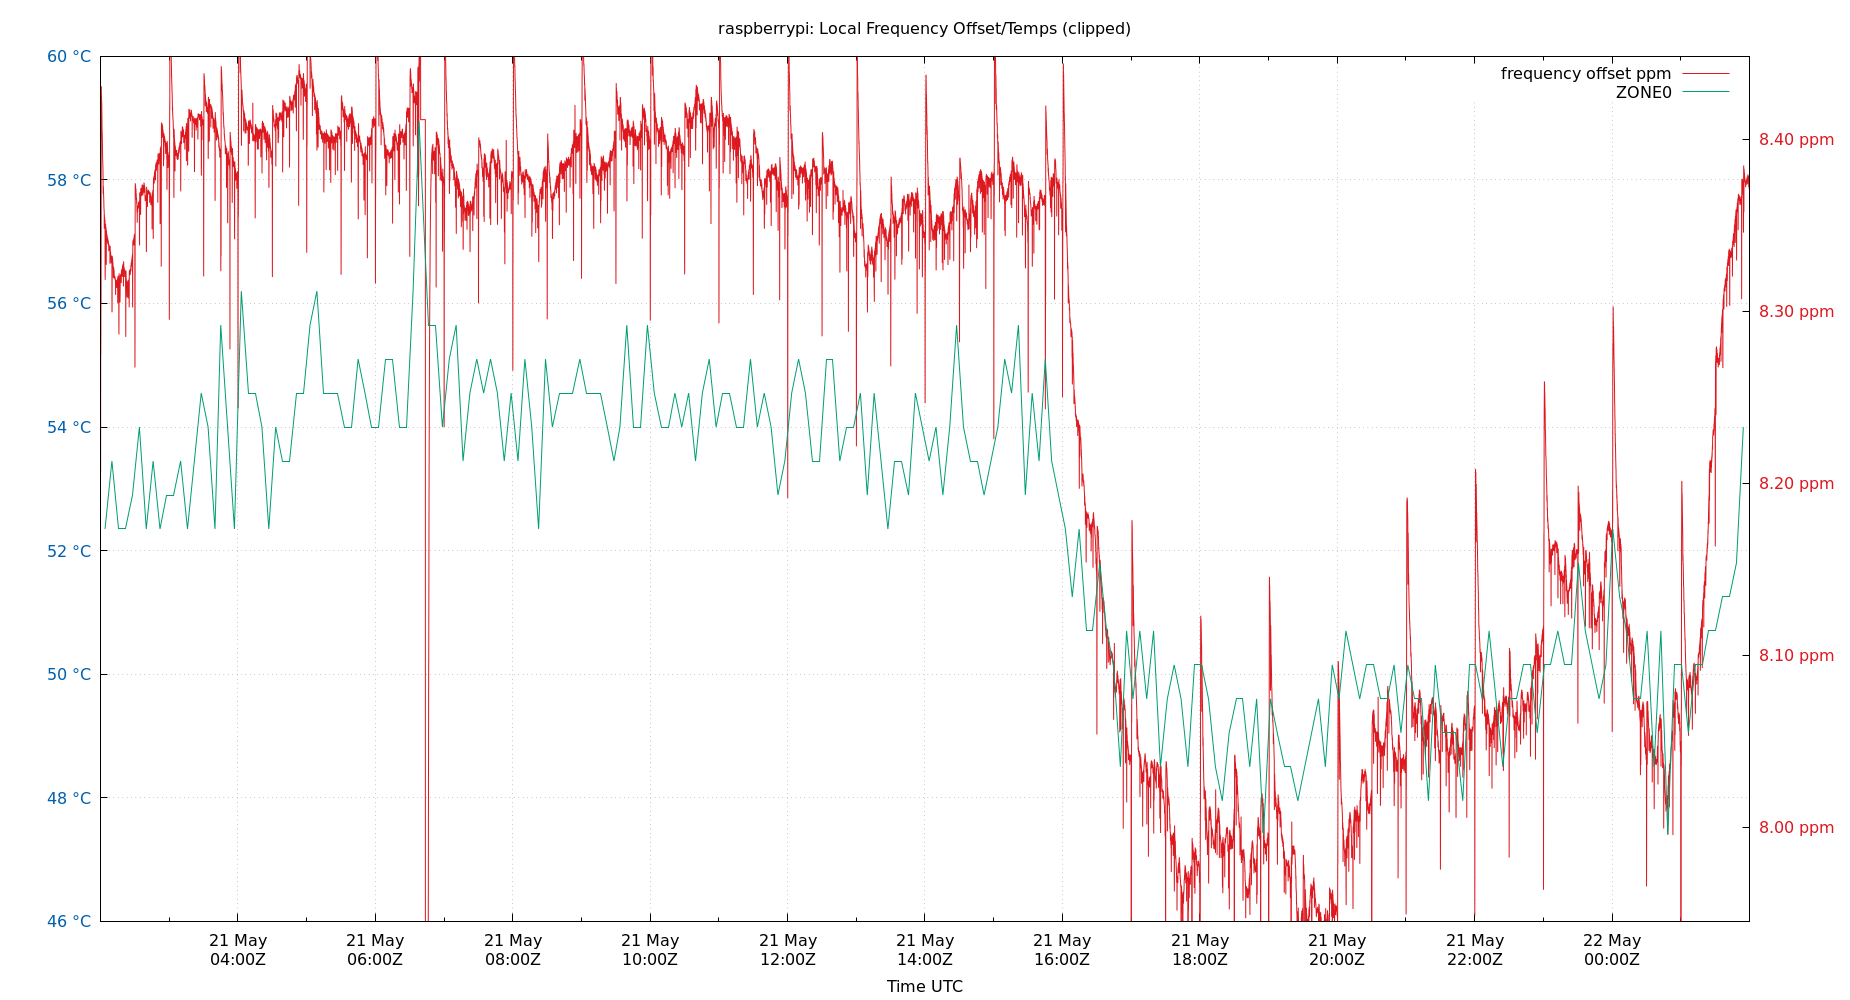 raspberrypi: Local Frequency Offset/Temps (clipped)
frequency offset ppm
ZONE0
60 °C
58 °C
56 °C
54 °C
52 °C
50 °C
48 °C
46 °C
8.40 ppm
8.30 ppm
8.20 ppm
8.10 ppm
8.00 ppm
21 May 21 May 21 May 21 May 21 May 21 May 21 May 21 May 21 May 21 May 22 May
04:00Z 06:00Z 08:00Z 10:00Z 12:00Z 14:00Z 16:00Z 18:00Z 20:00Z 22:00Z 00:00Z
Time UTC